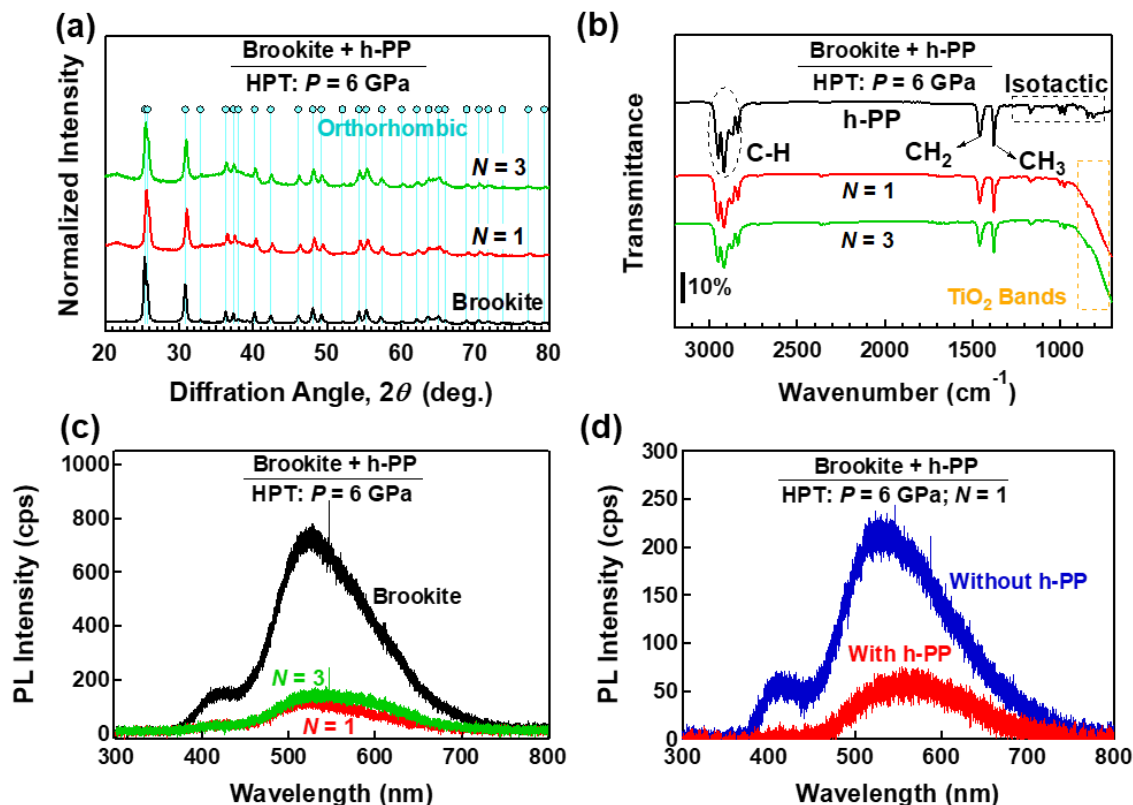 (a)
Brookite + h-PP
HPT: P = 6 GPa
Orthorhombic
N = 3
N = 1
Brookite
Normalized Intensity
20 30 40 50 60 70 80
Diffration Angle, 2θ (deg.)
(b)
Brookite + h-PP
HPT: P = 6 GPa
Isotactic
h-PP
C-H
CH₂
CH₃
N = 1
N = 3
10%
TiO₂ Bands
Transmittance
3000 2500 2000 1500 1000
Wavenumber (cm⁻¹)
(c)
Brookite + h-PP
HPT: P = 6 GPa
1000
800
600
400
200
0
Brookite
N = 3
N = 1
PL Intensity (cps)
300 400 500 600 700 800
Wavelength (nm)
(d)
Brookite + h-PP
HPT: P = 6 GPa; N = 1
300
250
200
150
100
50
0
Without h-PP
With h-PP
PL Intensity (cps)
300 400 500 600 700 800
Wavelength (nm)